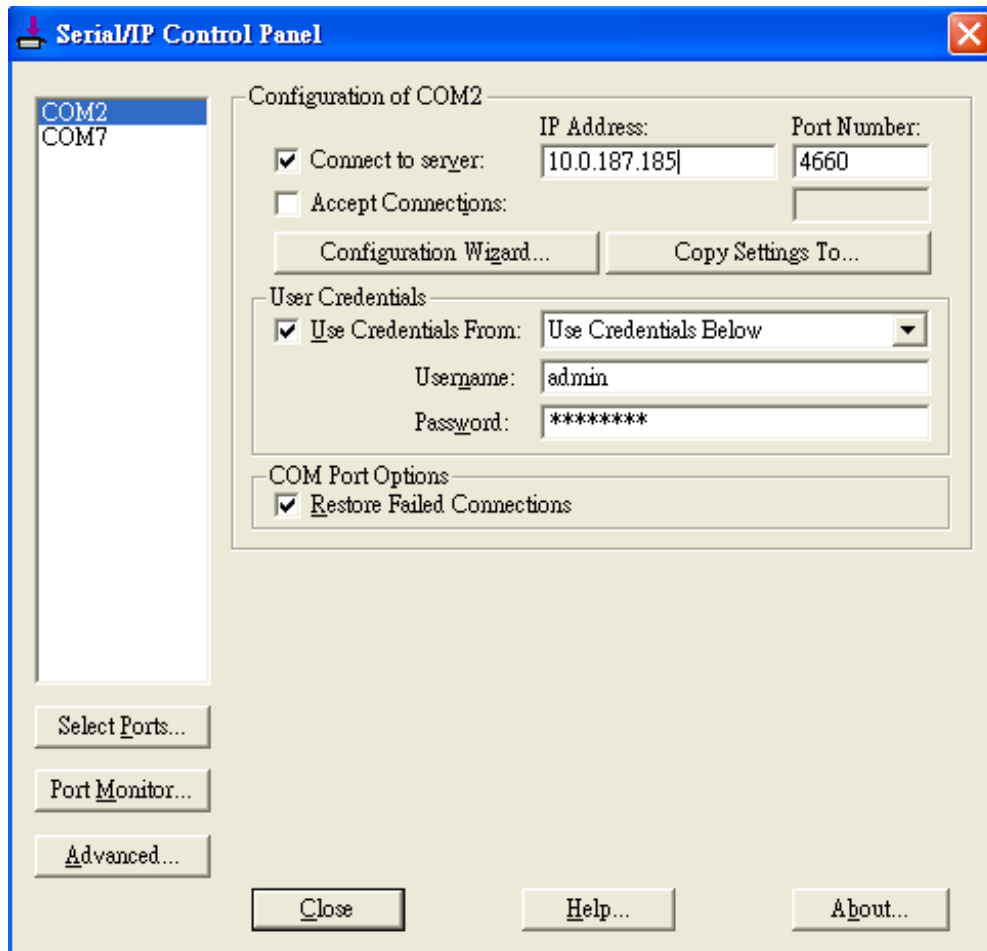 Serial/IP Control Panel
COM2
COM7
Configuration of COM2
IP Address: Port Number:
Connect to server: 10.0.187.185 4660
Accept Connections:
Configuration Wizard... Copy Settings To...
User Credentials
Use Credentials From: Use Credentials Below
Username: admin
Password: ********
COM Port Options
Restore Failed Connections
Select Ports...
Port Monitor...
Advanced...
Close Help... About...